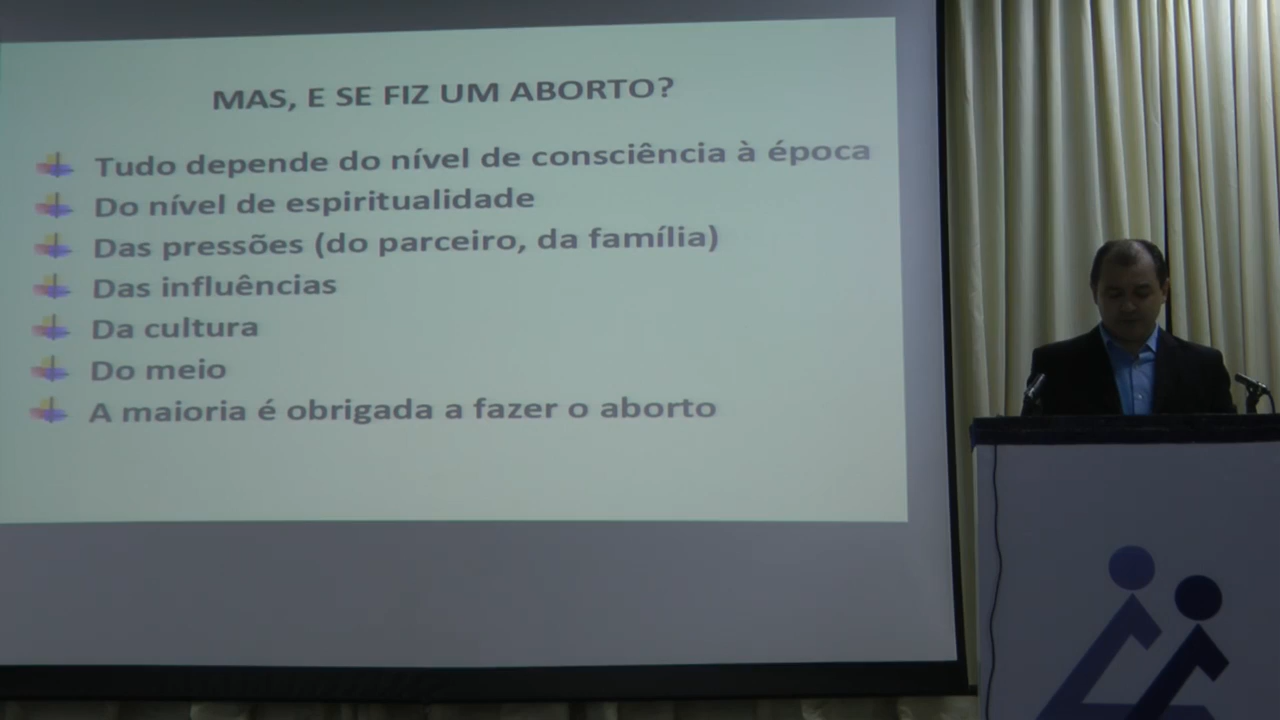 MAS, E SE FIZ UM ABORTO?
Tudo depende do nível de consciência à época
Do nível de espiritualidade
Das pressões (do parceiro, da família)
Das influências
Da cultura
Do meio
A maioria é obrigada a fazer o aborto